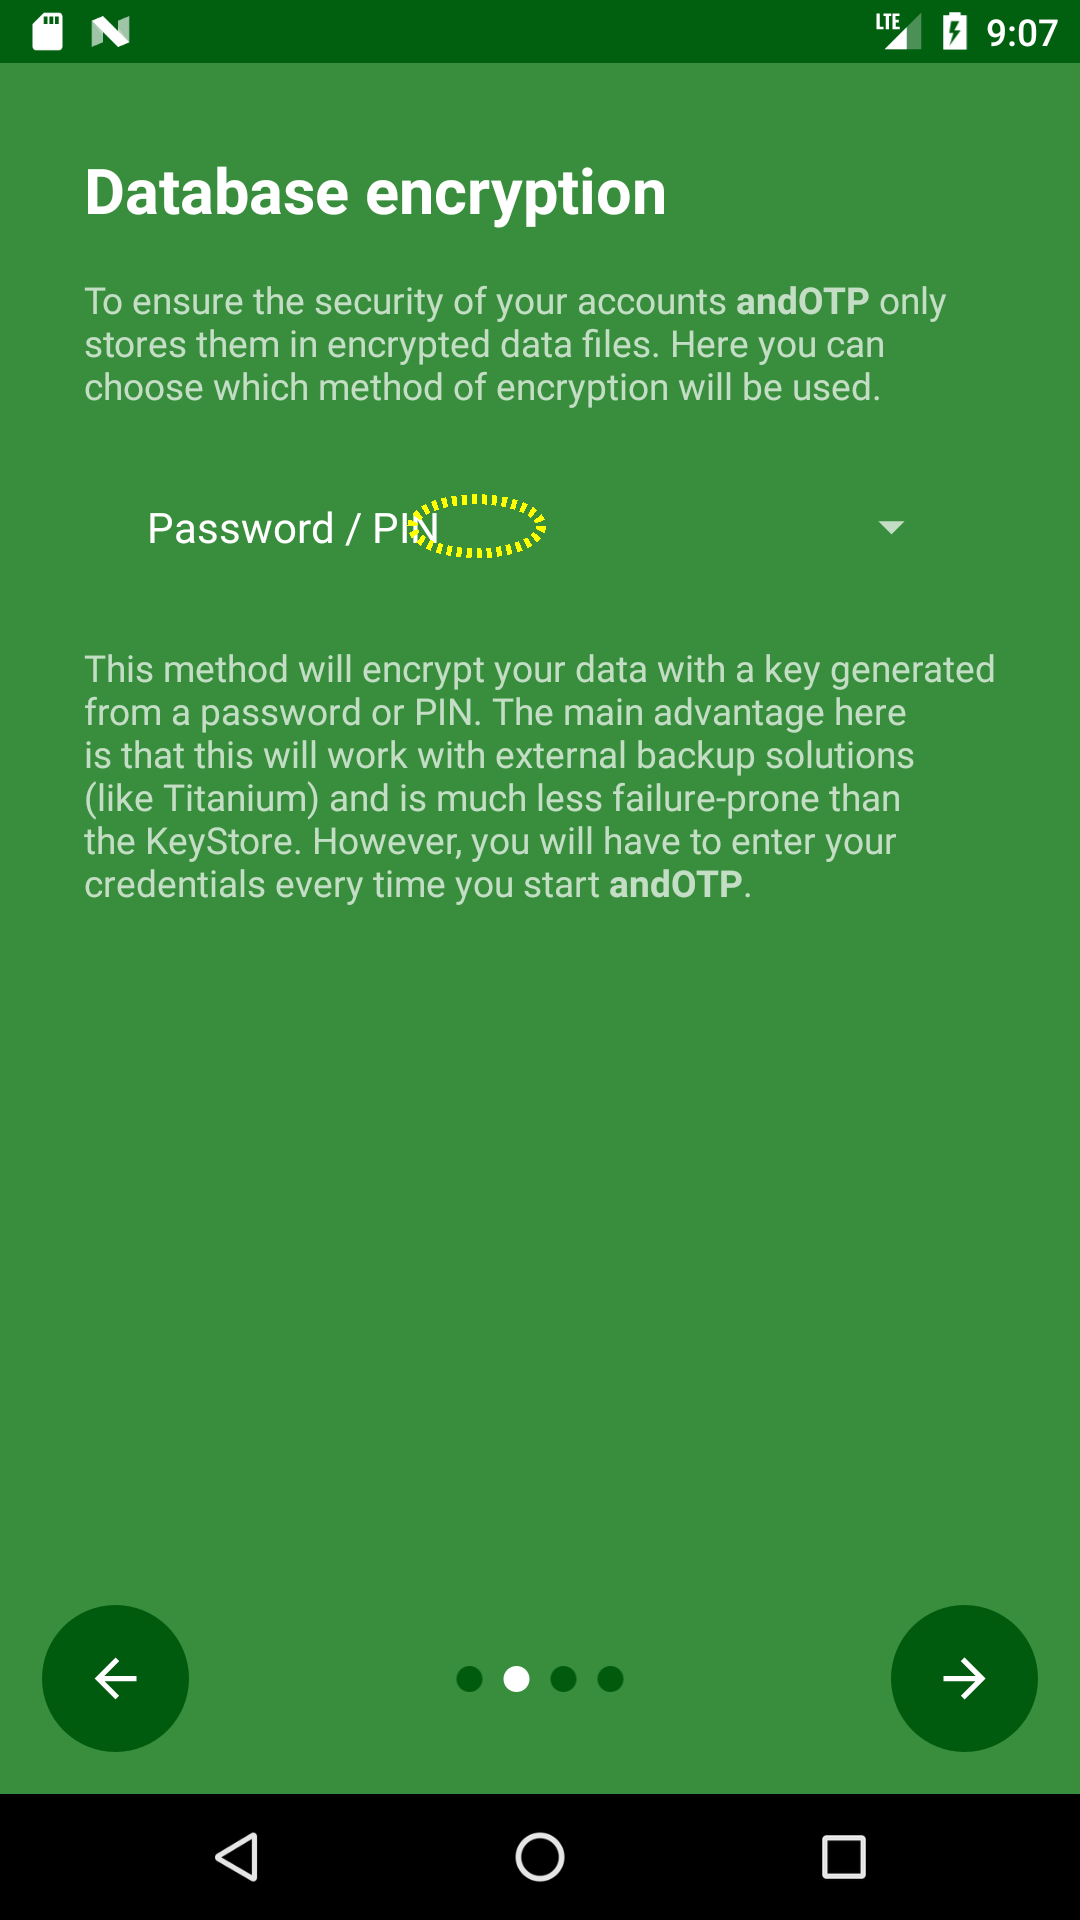 LTE 9:07
Database encryption
To ensure the security of your accounts andOTP only
stores them in encrypted data files. Here you can
choose which method of encryption will be used.
Password / PIN
This method will encrypt your data with a key generated
from a password or PIN. The main advantage here
is that this will work with external backup solutions
(like Titanium) and is much less failure-prone than
the KeyStore. However, you will have to enter your
credentials every time you start andOTP.